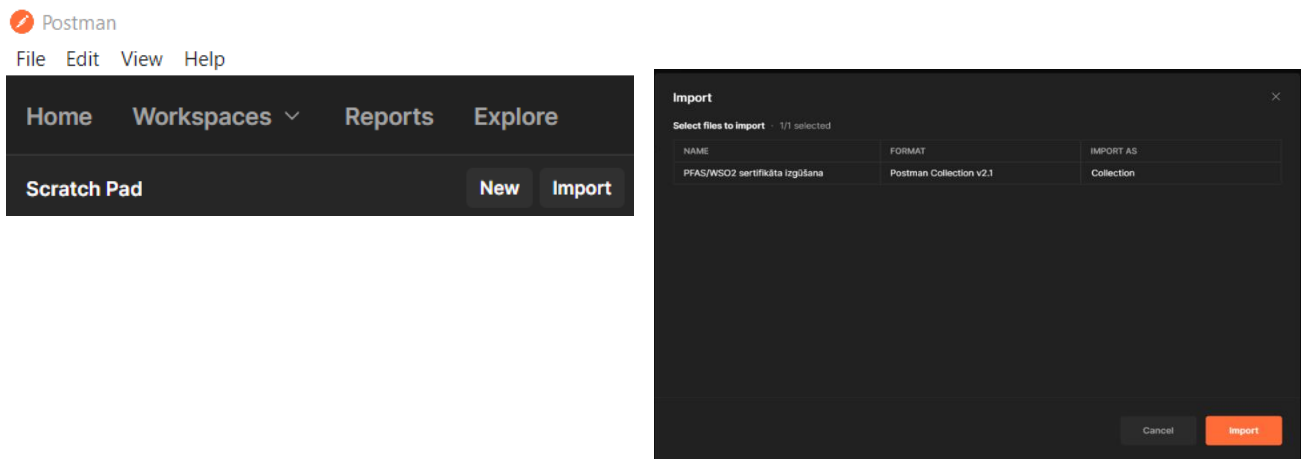 Postman
File Edit View Help
Home Workspaces Reports Explore
Scratch Pad New Import
Import
Select files to import · 1/1 selected
NAME FORMAT IMPORT AS
PFAS/WSO2 sertifikāta izgūšana Postman Collection v2.1 Collection
Cancel Import